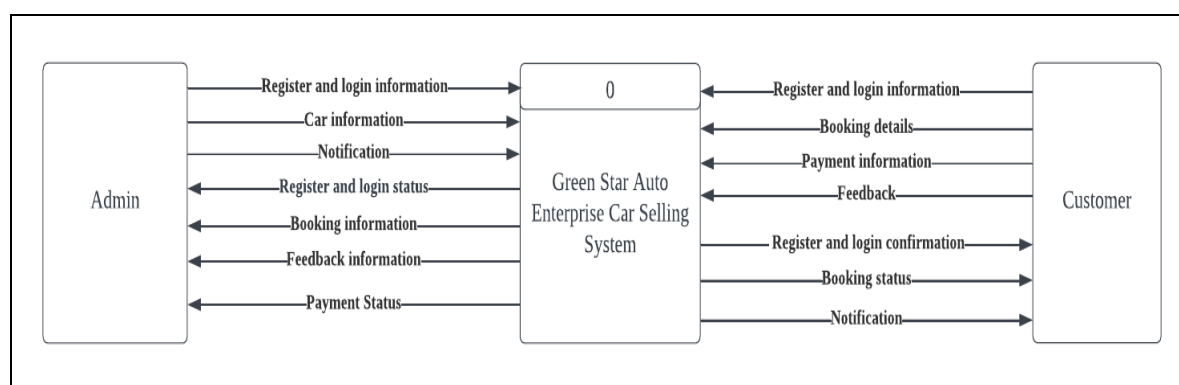 Admin
Register and login information
Car information
Notification
Register and login status
Booking information
Feedback information
Payment Status
0
Green Star Auto
Enterprise Car Selling
System
Register and login information
Booking details
Payment information
Feedback
Register and login confirmation
Booking status
Notification
Customer